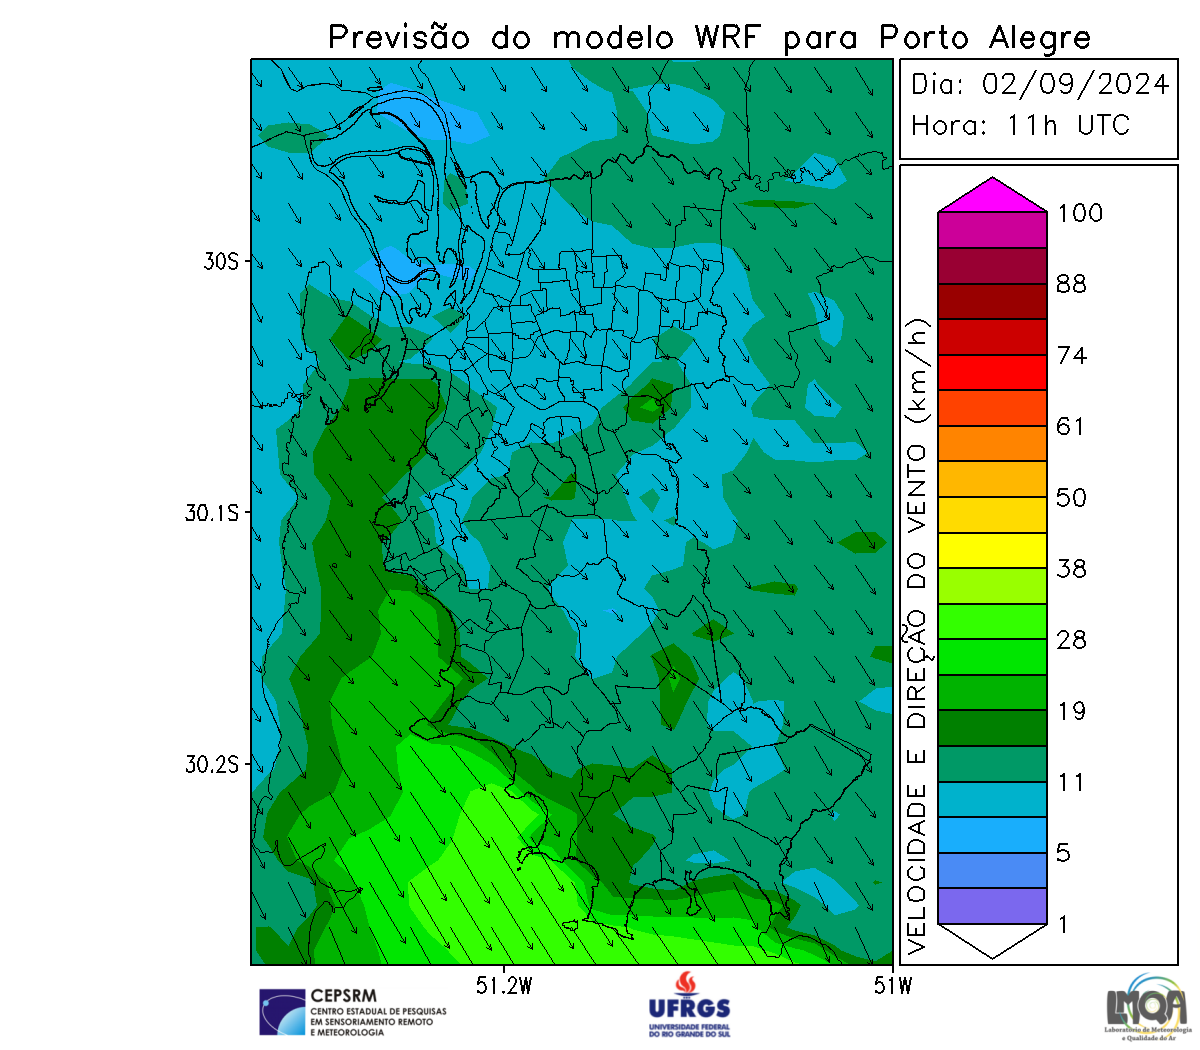 Previsão do modelo WRF para Porto Alegre
Dia: 02/09/2024
Hora: 11h UTC
30S
30.1S
30.2S
51.2W
51W
VELOCIDADE E DIREÇÃO DO VENTO (km/h)
100
88
74
61
50
38
28
19
11
5
1
CEPSRM
CENTRO ESTADUAL DE PESQUISAS
EM SENSORIAMENTO REMOTO
E METEOROLOGIA
UFRGS
UNIVERSIDADE FEDERAL
DO RIO GRANDE DO SUL
LMQA
Laboratório de Meteorologia
e Qualidade do Ar